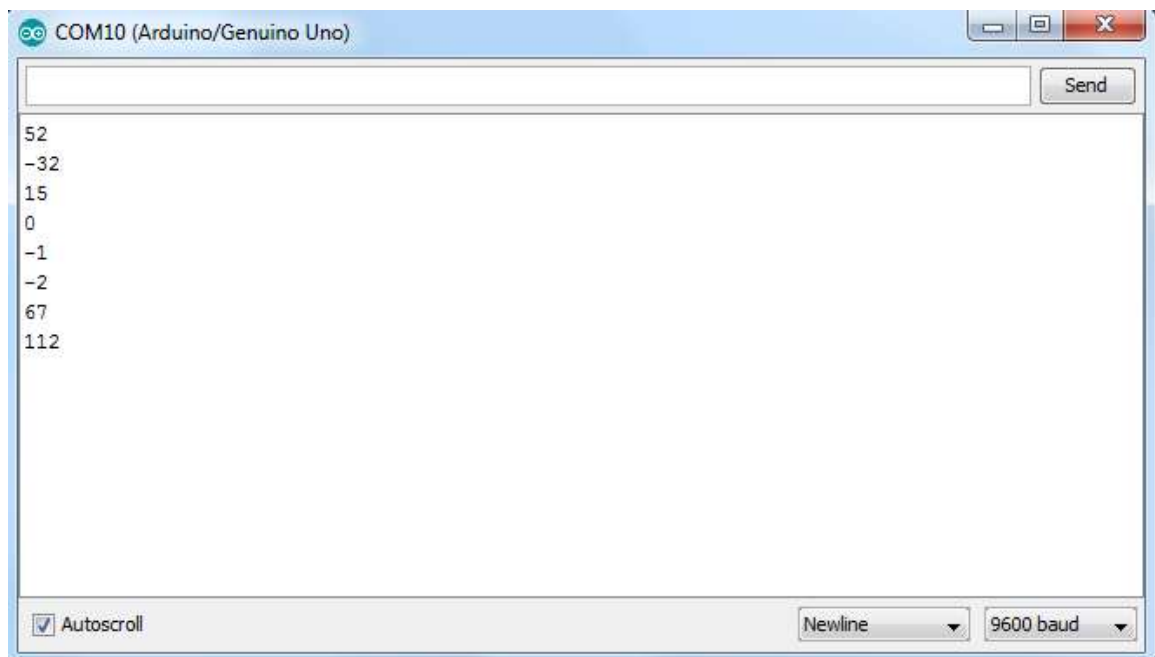 COM10 (Arduino/Genuino Uno)
Send
52
-32
15
0
-1
-2
67
112
Autoscroll
Newline
9600 baud